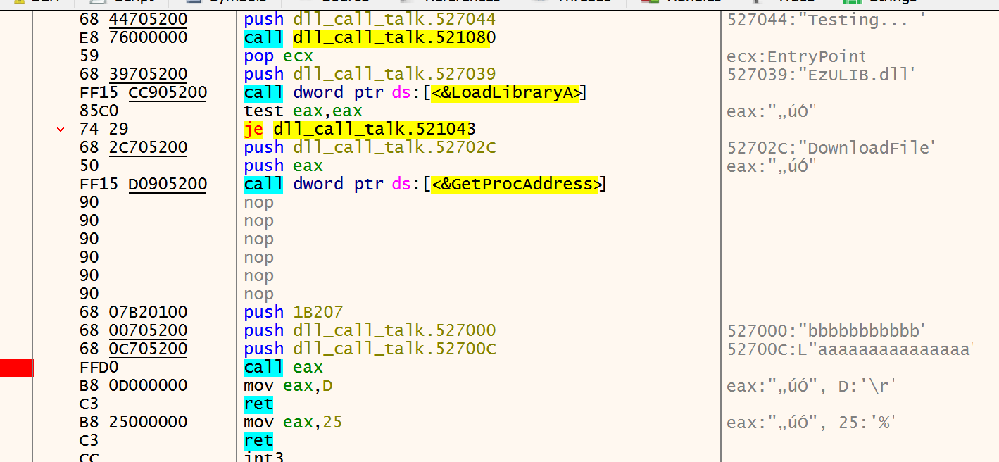 68 44705200 push dll_call_talk.527044 527044:"Testing... '
E8 76000000 call dll_call_talk.521080
59 pop ecx ecx:EntryPoint
68 39705200 push dll_call_talk.527039 527039:"EzULIB.dll'
FF15 CC905200 call dword ptr ds:[<&LoadLibraryA>]
85C0 test eax,eax eax:"„úÓ"
74 29 je dll_call_talk.521043
68 2C705200 push dll_call_talk.52702C 52702C:"DownloadFile'
50 push eax eax:"„úÓ"
FF15 D0905200 call dword ptr ds:[<&GetProcAddress>]
90 nop
90 nop
90 nop
90 nop
90 nop
90 nop
68 07B20100 push 1B207
68 00705200 push dll_call_talk.527000 527000:"bbbbbbbbbbb'
68 0C705200 push dll_call_talk.52700C 52700C:L"aaaaaaaaaaaaaaa'
FFD0 call eax
B8 0D000000 mov eax,D eax:"„úÓ", D:'\r'
C3 ret
B8 25000000 mov eax,25 eax:"„úÓ", 25:'%'
C3 ret
CC int3